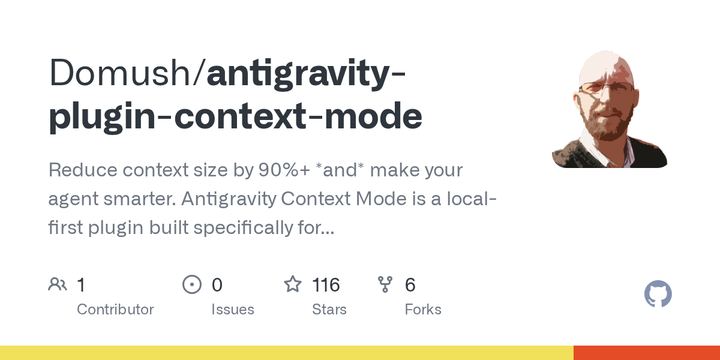 Domush/antigravity-
plugin-context-mode
Reduce context size by 90%+ *and* make your
agent smarter. Antigravity Context Mode is a local-
first plugin built specifically for...
1
Contributor
0
Issues
116
Stars
6
Forks